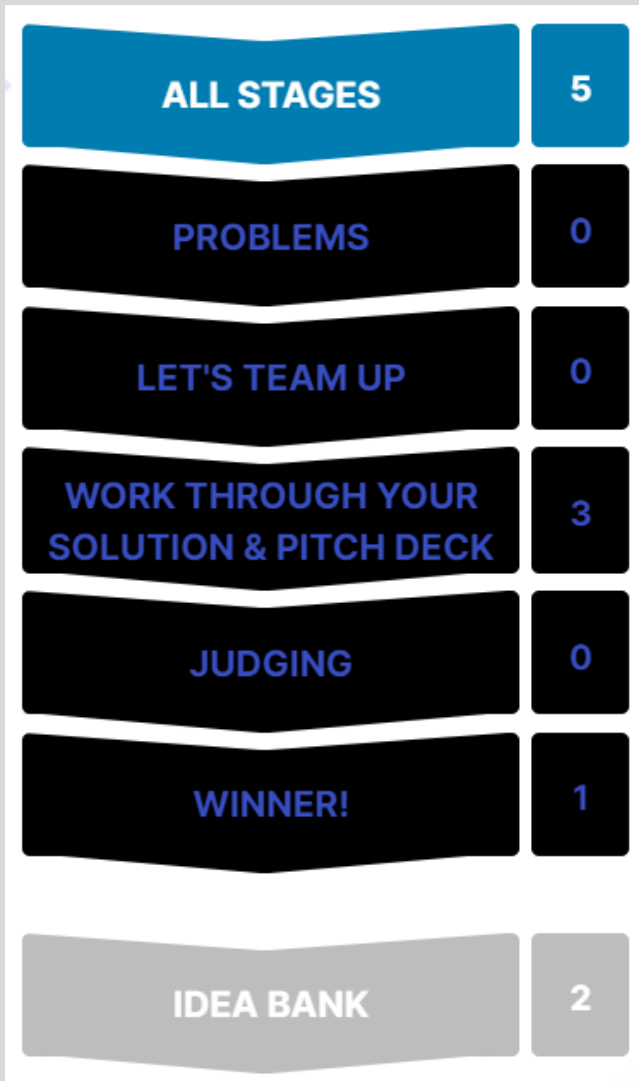 ALL STAGES 5
PROBLEMS 0
LET'S TEAM UP 0
WORK THROUGH YOUR
SOLUTION & PITCH DECK 3
JUDGING 0
WINNER! 1
IDEA BANK 2